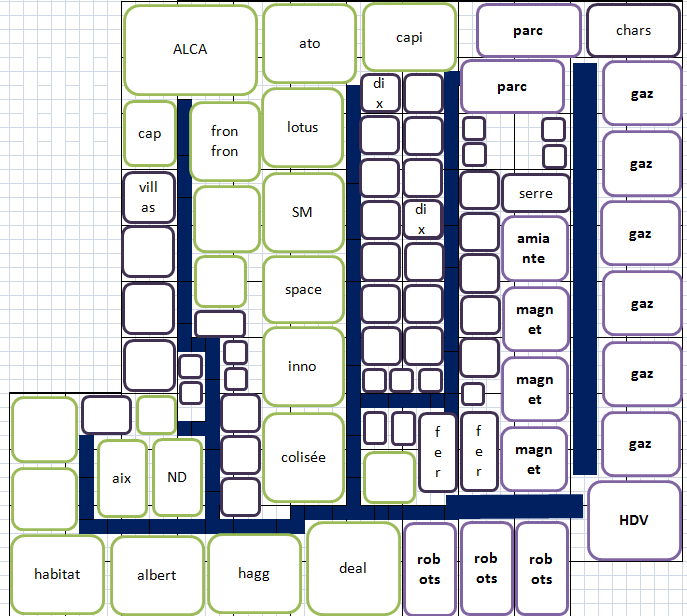 ALCA
ato
capi
parc
chars
di
x
parc
gaz
cap
fron
fron
lotus
gaz
vill
as
SM
di
x
serre
amia
nte
gaz
space
magn
et
gaz
inno
magn
et
gaz
aix
ND
colisée
f
e
r
f
e
r
magn
et
gaz
HDV
habitat
albert
hagg
deal
rob
ots
rob
ots
rob
ots